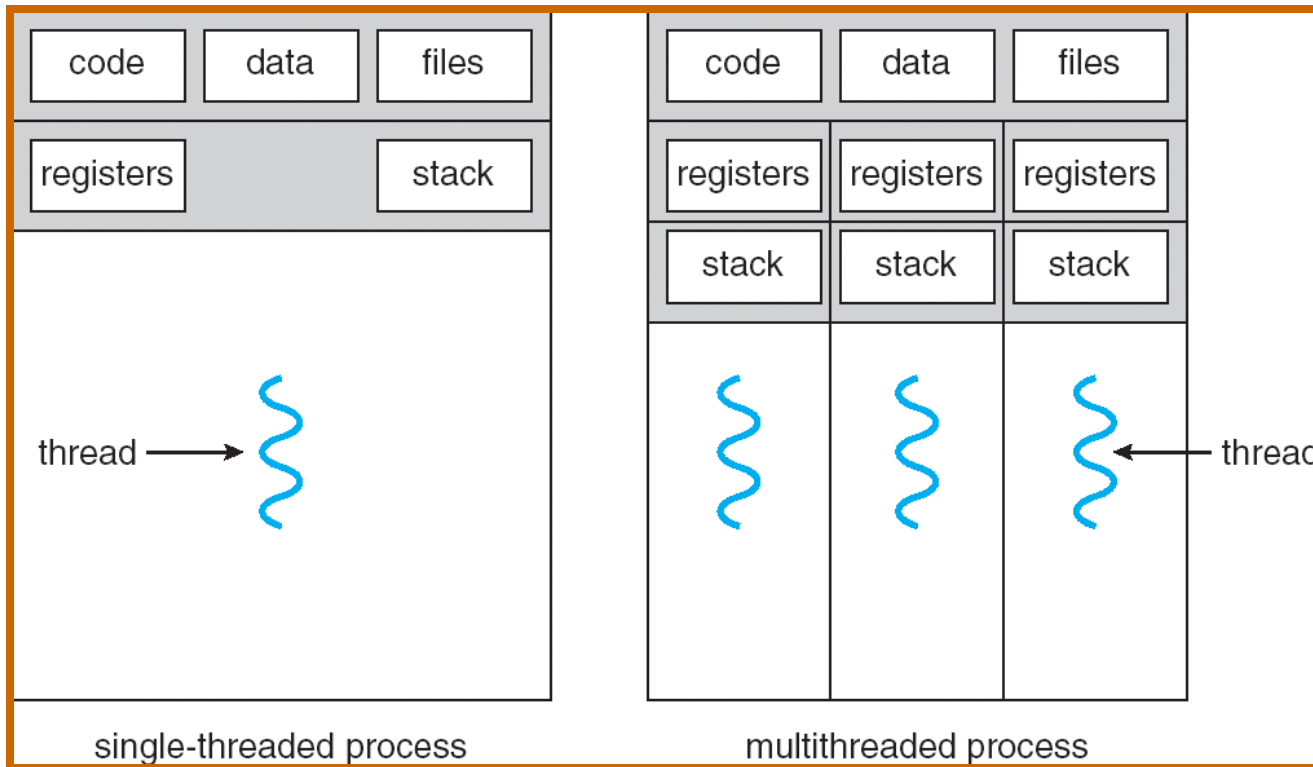 code data files
registers stack
thread
single-threaded process
code data files
registers registers registers
stack stack stack
thread
multithreaded process